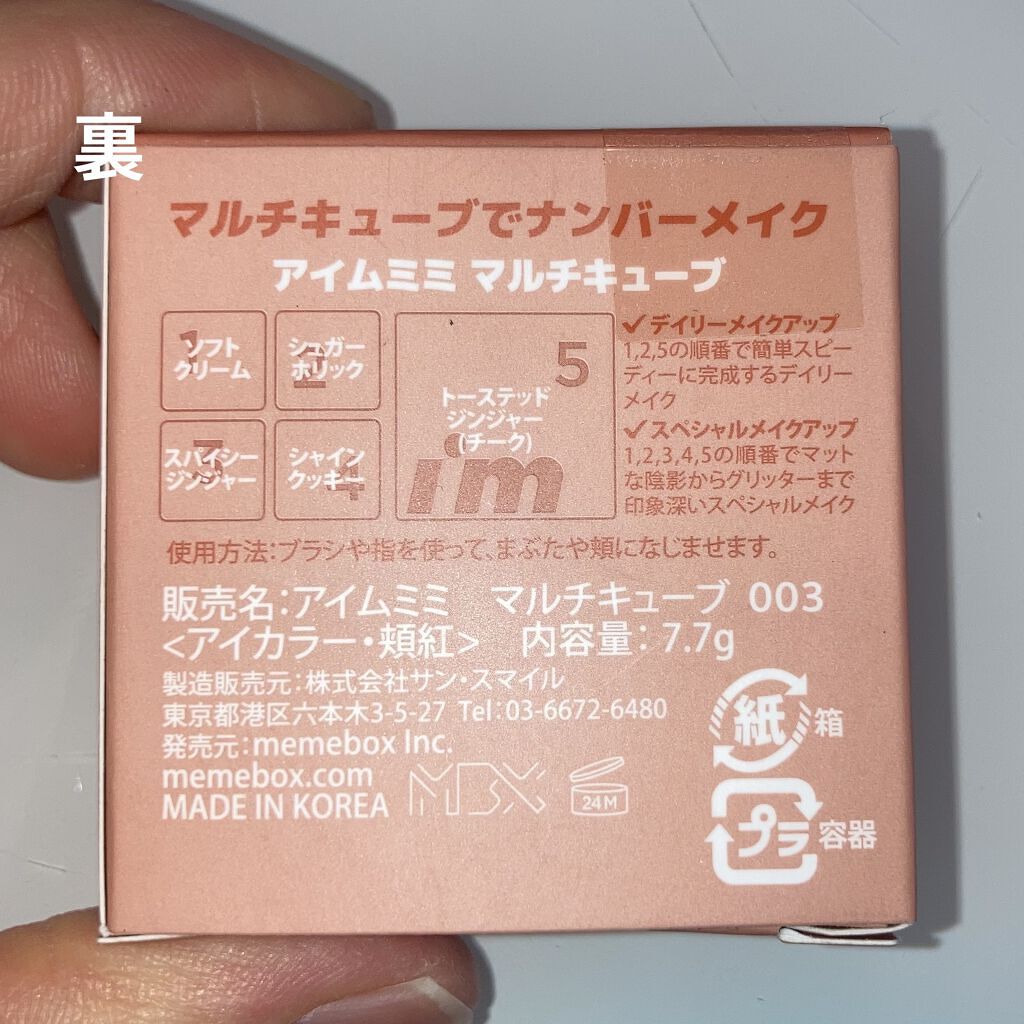 裏
マルチキューブでナンバーメイク
アイムミミ マルチキューブ
1
ソフト
クリーム
2
シュガー
ホリック
3
スパイシー
ジンジャー
4
シャイン
クッキー
5
トーステッド
ジンジャー
(チーク)
i'm
✓デイリーメイクアップ
1,2,5の順番で簡単スピー
ディーに完成するデイリー
メイク
✓スペシャルメイクアップ
1,2,3,4,5の順番でマット
な陰影からグリッターまで
印象深いスペシャルメイク
使用方法:ブラシや指を使って、まぶたや頬になじませます。
販売名:アイムミミ マルチキューブ 003
<アイカラー・頬紅> 内容量: 7.7g
製造販売元:株式会社サン・スマイル
東京都港区六本木3-5-27 Tel:03-6672-6480
発売元:memebox Inc.
memebox.com
MADE IN KOREA
MBX
24M
紙 箱
プラ 容器